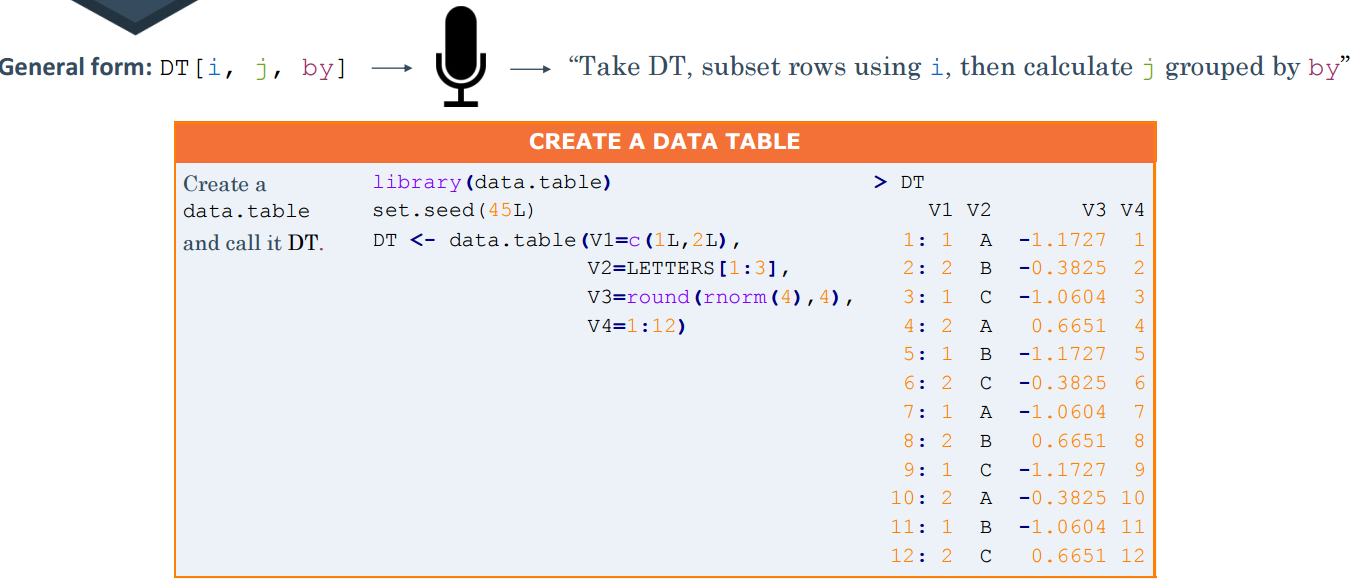 General form: DT[i, j, by] “Take DT, subset rows using i, then calculate j grouped by by”
CREATE A DATA TABLE
Create a
data.table
and call it DT.
library(data.table)
set.seed(45L)
DT <- data.table(V1=c(1L,2L),
V2=LETTERS[1:3],
V3=round(rnorm(4),4),
V4=1:12)
> DT
V1 V2 V3 V4
1: 1 A -1.1727 1
2: 2 B -0.3825 2
3: 1 C -1.0604 3
4: 2 A 0.6651 4
5: 1 B -1.1727 5
6: 2 C -0.3825 6
7: 1 A -1.0604 7
8: 2 B 0.6651 8
9: 1 C -1.1727 9
10: 2 A -0.3825 10
11: 1 B -1.0604 11
12: 2 C 0.6651 12